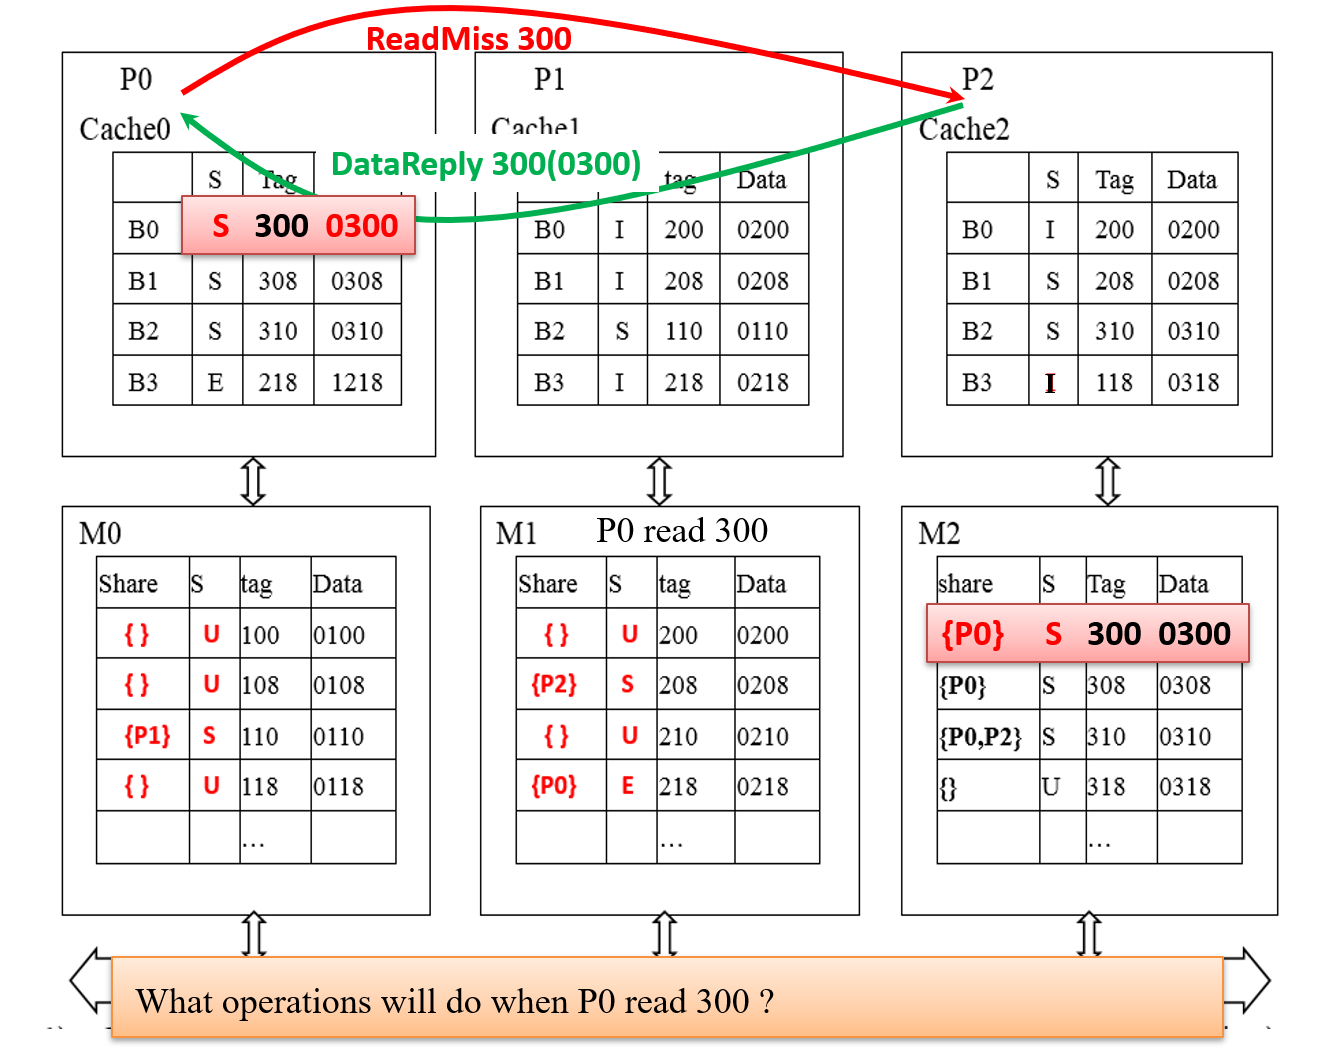 ReadMiss 300
P0
Cache0
S Tag
B0 S 300 0300
B1 S 308 0308
B2 S 310 0310
B3 E 218 1218
P1
Cache1
DataReply 300(0300)
tag Data
B0 I 200 0200
B1 I 208 0208
B2 S 110 0110
B3 I 218 0218
P2
Cache2
S Tag Data
B0 I 200 0200
B1 S 208 0208
B2 S 310 0310
B3 I 118 0318
M0
Share S tag Data
{ } U 100 0100
{ } U 108 0108
{P1} S 110 0110
{ } U 118 0118
...
M1 P0 read 300
Share S tag Data
{ } U 200 0200
{P2} S 208 0208
{ } U 210 0210
{P0} E 218 0218
...
M2
share S Tag Data
{P0} S 300 0300
{P0} S 308 0308
{P0,P2} S 310 0310
{} U 318 0318
...
What operations will do when P0 read 300 ?